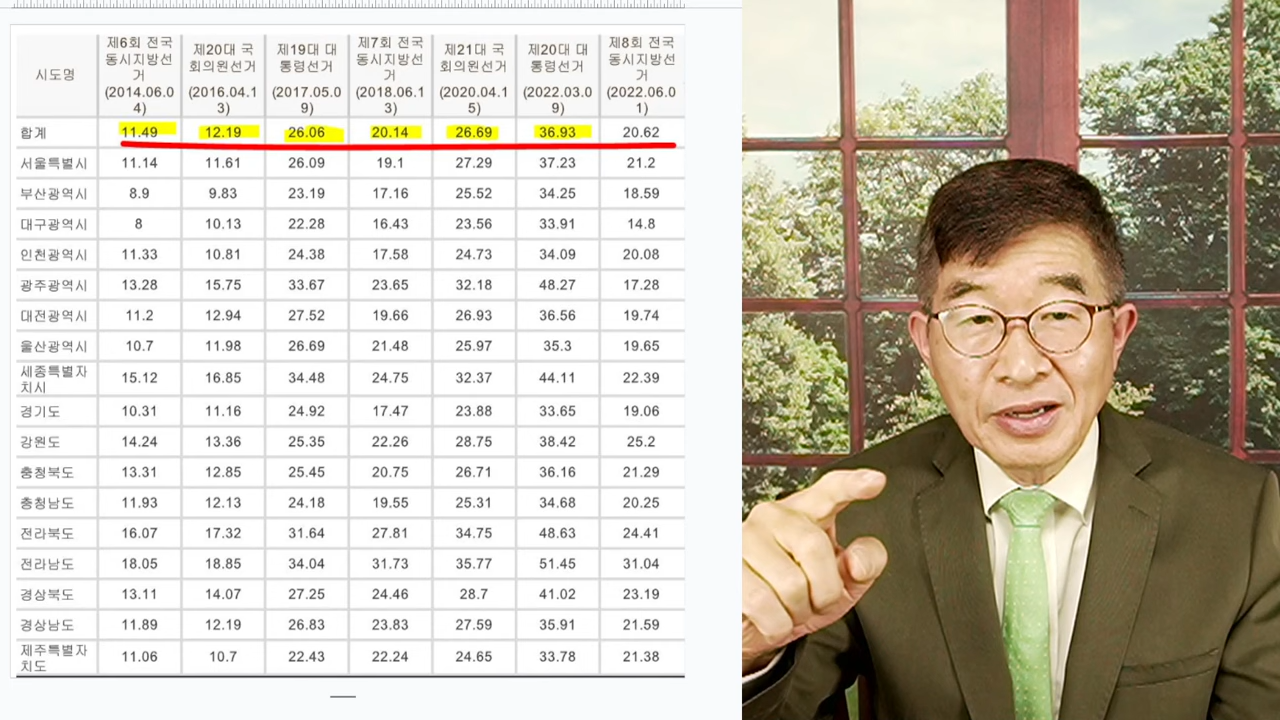 시도명 제6회 전국동시지방선거 (2014.06.04) 제20대 국회의원선거 (2016.04.13) 제19대 대통령선거 (2017.05.09) 제7회 전국동시지방선거 (2018.06.13) 제21대 국회의원선거 (2020.04.15) 제20대 대통령선거 (2022.03.09) 제8회 전국동시지방선거 (2022.06.01)
합계 11.49 12.19 26.06 20.14 26.69 36.93 20.62
서울특별시 11.14 11.61 26.09 19.1 27.29 37.23 21.2
부산광역시 8.9 9.83 23.19 17.16 25.52 34.25 18.59
대구광역시 8 10.13 22.28 16.43 23.56 33.91 14.8
인천광역시 11.33 10.81 24.38 17.58 24.73 34.09 20.08
광주광역시 13.28 15.75 33.67 23.65 32.18 48.27 17.28
대전광역시 11.2 12.94 27.52 19.66 26.93 36.56 19.74
울산광역시 10.7 11.98 26.69 21.48 25.97 35.3 19.65
세종특별자치시 15.12 16.85 34.48 24.75 32.37 44.11 22.39
경기도 10.31 11.16 24.92 17.47 23.88 33.65 19.06
강원도 14.24 13.36 25.35 22.26 28.75 38.42 25.2
충청북도 13.31 12.85 25.45 20.75 26.71 36.16 21.29
충청남도 11.93 12.13 24.18 19.55 25.31 34.68 20.25
전라북도 16.07 17.32 31.64 27.81 34.75 48.63 24.41
전라남도 18.05 18.85 34.04 31.73 35.77 51.45 31.04
경상북도 13.11 14.07 27.25 24.46 28.7 41.02 23.19
경상남도 11.89 12.19 26.83 23.83 27.59 35.91 21.59
제주특별자치도 11.06 10.7 22.43 22.24 24.65 33.78 21.38